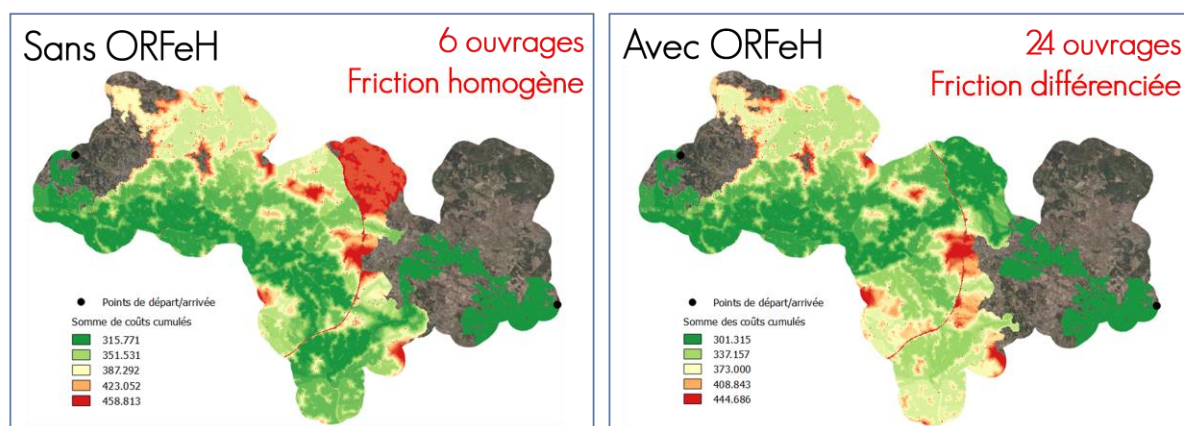 Sans ORFeH
6 ouvrages
Friction homogène
Points de départ/arrivée
Somme de coûts cumulés
315.771
351.531
387.292
423.052
458.813
Avec ORFeH
24 ouvrages
Friction différenciée
Points de départ/arrivée
Somme des coûts cumulés
301.315
337.157
373.000
408.843
444.686